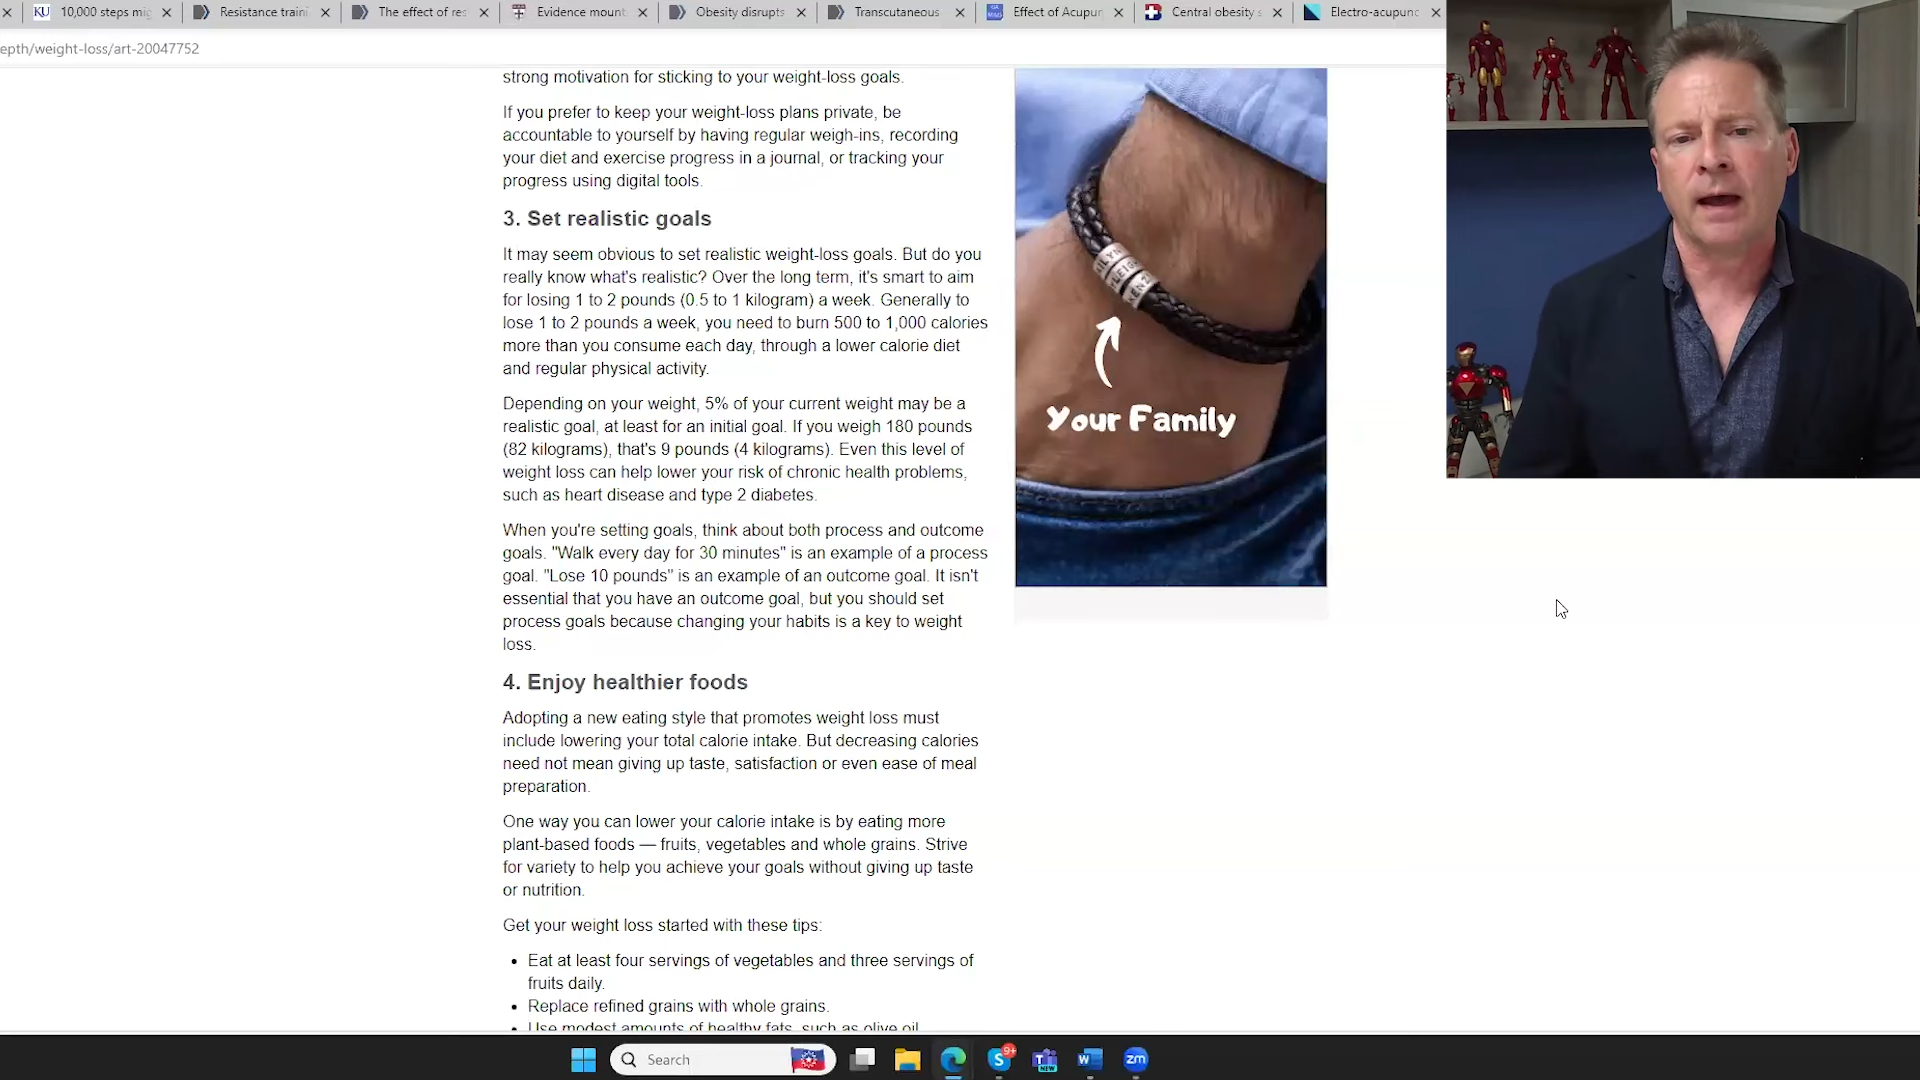 10,000 steps mig
Resistance traini
The effect of res
Evidence mount
Obesity disrupts
Transcutaneous
Effect of Acupun
Central obesity s
Electro-acupunc
epth/weight-loss/art-20047752
strong motivation for sticking to your weight-loss goals.
If you prefer to keep your weight-loss plans private, be
accountable to yourself by having regular weigh-ins, recording
your diet and exercise progress in a journal, or tracking your
progress using digital tools.
3. Set realistic goals
It may seem obvious to set realistic weight-loss goals. But do you
really know what's realistic? Over the long term, it's smart to aim
for losing 1 to 2 pounds (0.5 to 1 kilogram) a week. Generally to
lose 1 to 2 pounds a week, you need to burn 500 to 1,000 calories
more than you consume each day, through a lower calorie diet
and regular physical activity.
Depending on your weight, 5% of your current weight may be a
realistic goal, at least for an initial goal. If you weigh 180 pounds
(82 kilograms), that's 9 pounds (4 kilograms). Even this level of
weight loss can help lower your risk of chronic health problems,
such as heart disease and type 2 diabetes.
When you're setting goals, think about both process and outcome
goals. "Walk every day for 30 minutes" is an example of a process
goal. "Lose 10 pounds" is an example of an outcome goal. It isn't
essential that you have an outcome goal, but you should set
process goals because changing your habits is a key to weight
loss.
4. Enjoy healthier foods
Adopting a new eating style that promotes weight loss must
include lowering your total calorie intake. But decreasing calories
need not mean giving up taste, satisfaction or even ease of meal
preparation.
One way you can lower your calorie intake is by eating more
plant-based foods — fruits, vegetables and whole grains. Strive
for variety to help you achieve your goals without giving up taste
or nutrition.
Get your weight loss started with these tips:
• Eat at least four servings of vegetables and three servings of
fruits daily.
• Replace refined grains with whole grains.
• Use modest amounts of healthy fats, such as olive oil
Your Family
Search
9+
NEW
zm